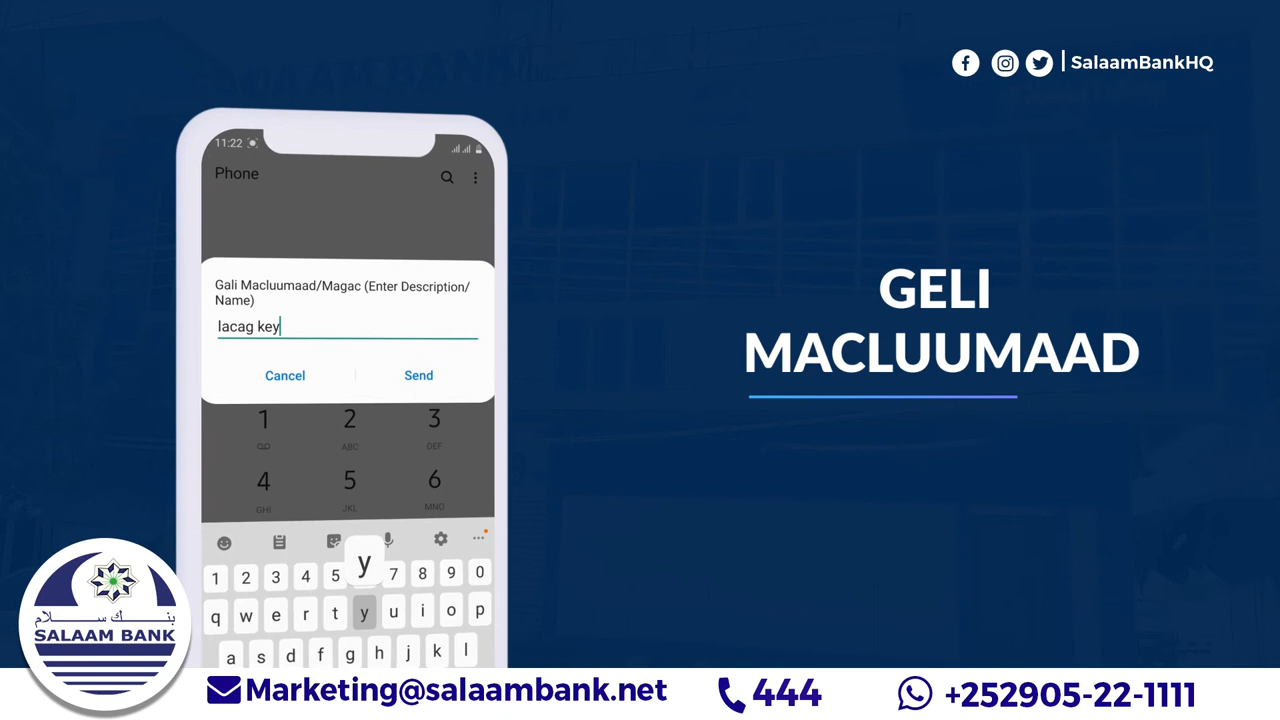 SalaamBankHQ
11:22
Phone
Gali Macluumaad/Magac (Enter Description/
Name)
lacag key
Cancel
Send
GELI
MACLUUMAAD
1 2 3
ABC DEF
4 5 6
GHI JKL MNO
y
1 2 3 4 5 7 8 9 0
q w e r t y u i o p
a s d f g h j k l
بنك سلام
SALAAM BANK
Marketing@salaambank.net
444
+252905-22-1111